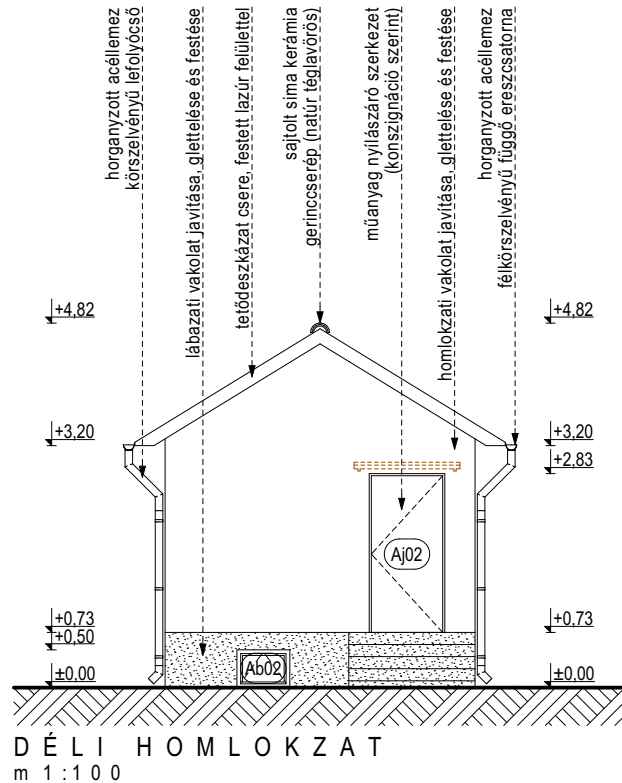 horganyzott acéllemez
körszelvényű lefolyócső
lábazati vakolat javítása, glettelése és festése
tetődeszkázat csere, festett lazúr felülettel
sajtolt sima kerámia
gerinccserép (natúr téglavörös)
műanyag nyílászáró szerkezet
(konszignáció szerint)
homlokzati vakolat javítása, glettelése és festése
horganyzott acéllemez
félkörszelvényű függő ereszcsatorna
+4,82
+4,82
+3,20
+3,20
+2,83
Aj02
+0,73
+0,73
+0,50
Ab02
±0,00
±0,00
DÉLI HOMLOKZAT
m 1:100